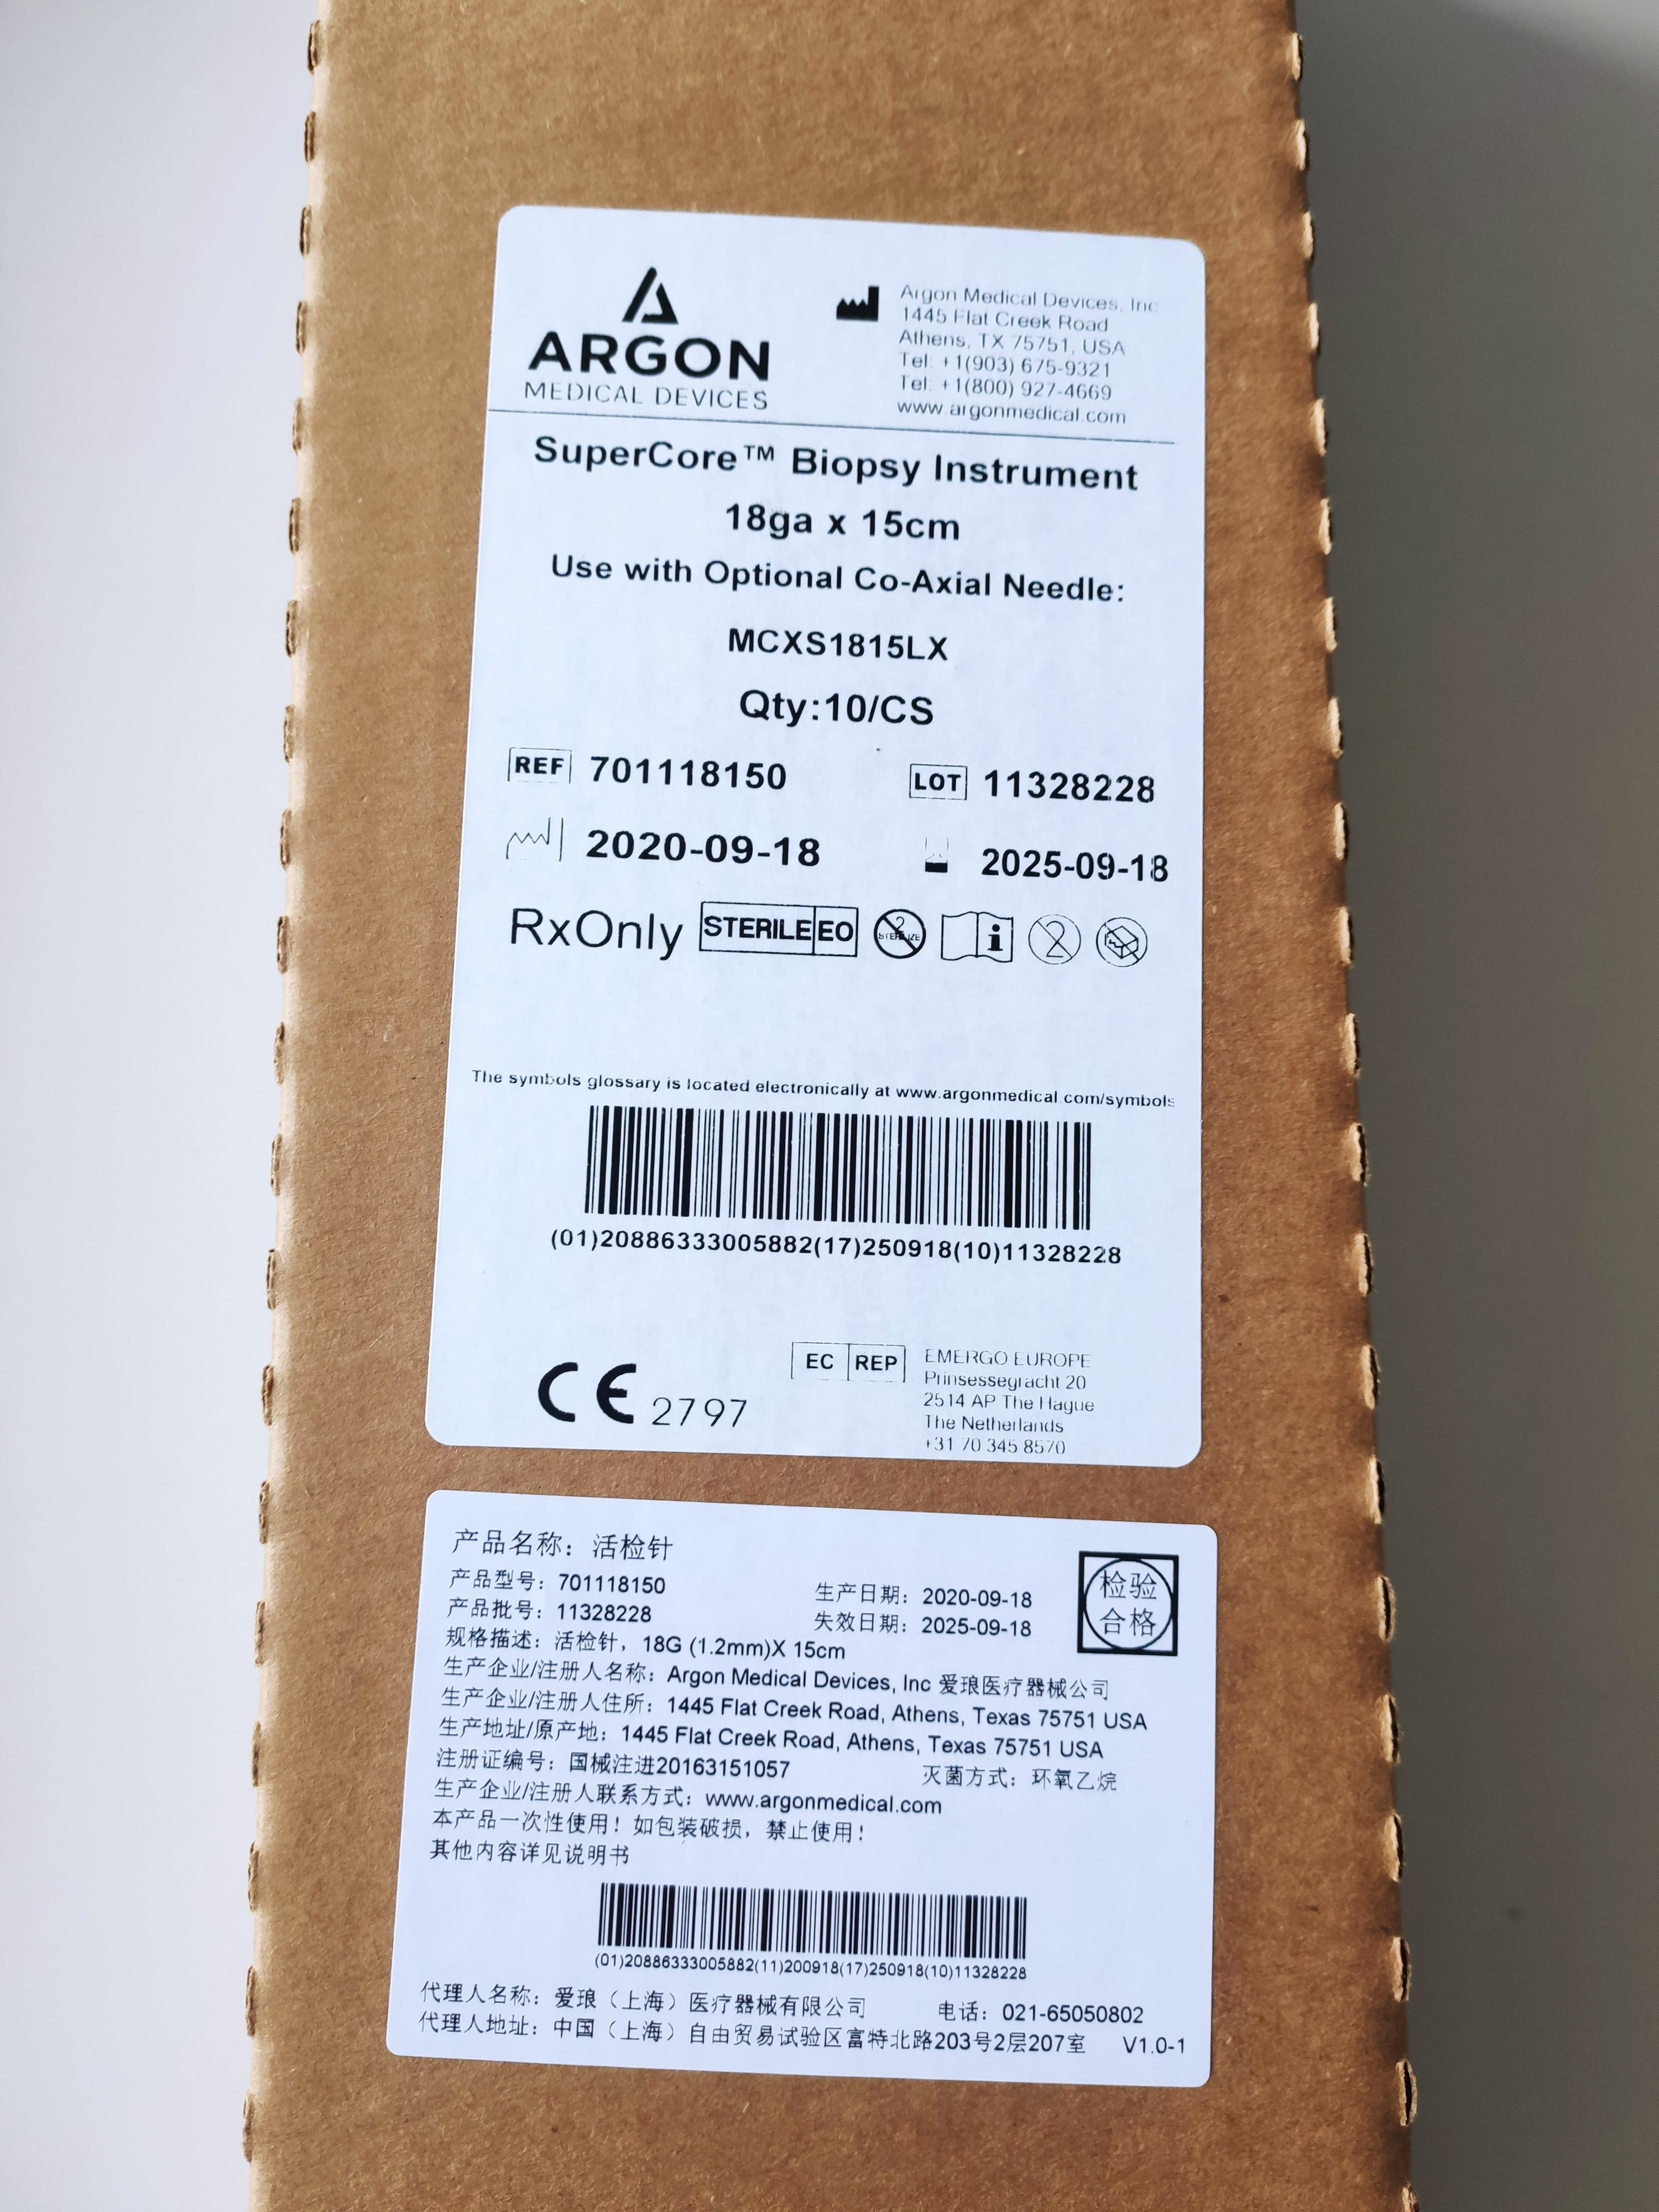 ARGON
MEDICAL DEVICES
Argon Medical Devices, Inc
1445 Flat Creek Road
Athens, TX 75751, USA
Tel: +1(903) 675-9321
Tel: +1(800) 927-4669
www.argonmedical.com
SuperCore™ Biopsy Instrument
18ga x 15cm
Use with Optional Co-Axial Needle:
MCXS1815LX
Qty:10/CS
REF 701118150 LOT 11328228
2020-09-18 2025-09-18
RxOnly STERILE EO 2 STERILIZE i 2
The symbols glossary is located electronically at www.argonmedical.com/symbols
(01)20886333005882(17)250918(10)11328228
CE 2797
EC REP
EMERGO EUROPE
Prinsessegracht 20
2514 AP The Hague
The Netherlands
+31 70 345 8570
产品名称：活检针
产品型号：701118150 生产日期：2020-09-18
产品批号：11328228 失效日期：2025-09-18
检验
合格
规格描述：活检针，18G (1.2mm)X 15cm
生产企业/注册人名称：Argon Medical Devices, Inc 爱琅医疗器械公司
生产企业/注册人住所：1445 Flat Creek Road, Athens, Texas 75751 USA
生产地址/原产地：1445 Flat Creek Road, Athens, Texas 75751 USA
注册证编号：国械注进20163151057 灭菌方式：环氧乙烷
生产企业/注册人联系方式：www.argonmedical.com
本产品一次性使用！如包装破损，禁止使用！
其他内容详见说明书
(01)20886333005882(11)200918(17)250918(10)11328228
代理人名称：爱琅（上海）医疗器械有限公司 电话：021-65050802
代理人地址：中国（上海）自由贸易试验区富特北路203号2层207室 V1.0-1